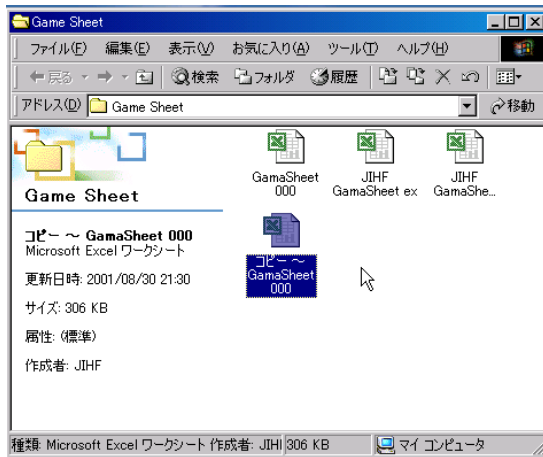 Game Sheet
ファイル(F) 編集(E) 表示(V) お気に入り(A) ツール(T) ヘルプ(H)
戻る 検索 フォルダ 履歴
アドレス(D) Game Sheet 移動
Game Sheet
コピー ～ GamaSheet 000
Microsoft Excel ワークシート
更新日時: 2001/08/30 21:30
サイズ: 306 KB
属性: (標準)
作成者: JIHF
GamaSheet
000
JIHF
GamaSheet ex
JIHF
GamaShe...
コピー ～
GamaSheet
000
種類: Microsoft Excel ワークシート 作成者: JIHI 306 KB マイ コンピュータ